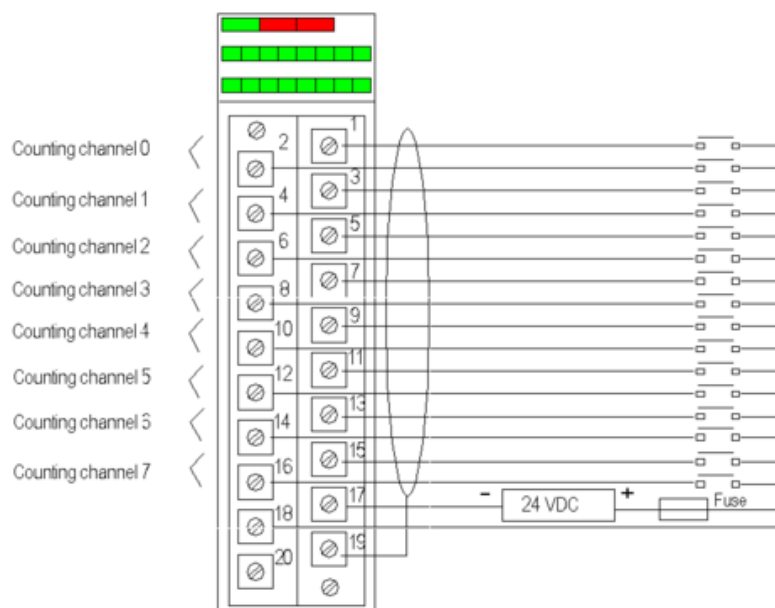 Counting channel 0
Counting channel 1
Counting channel 2
Counting channel 3
Counting channel 4
Counting channel 5
Counting channel 6
Counting channel 7
1
2
3
4
5
6
7
8
9
10
11
12
13
14
15
16
17
18
19
20
- 24 VDC + Fuse